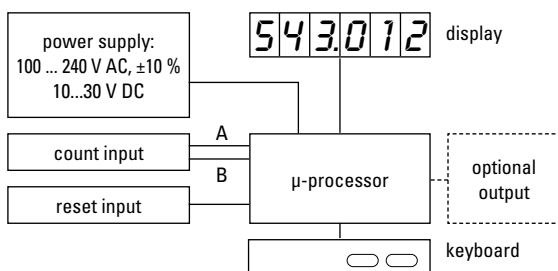 power supply:
100 ... 240 V AC, ±10 %
10...30 V DC
543.012
display
count input
A
B
reset input
µ-processor
optional
output
keyboard